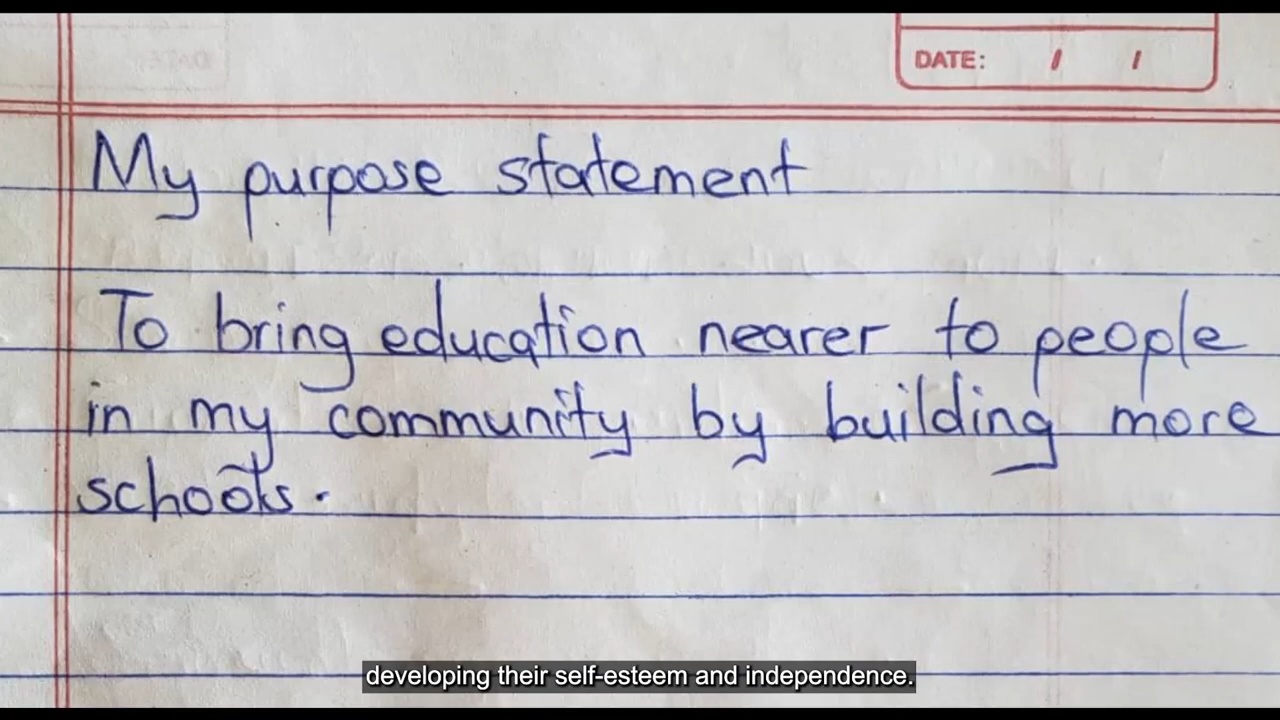 DATE: / /
My purpose statement
To bring education nearer to people
in my community by building more
schools.
developing their self-esteem and independence.